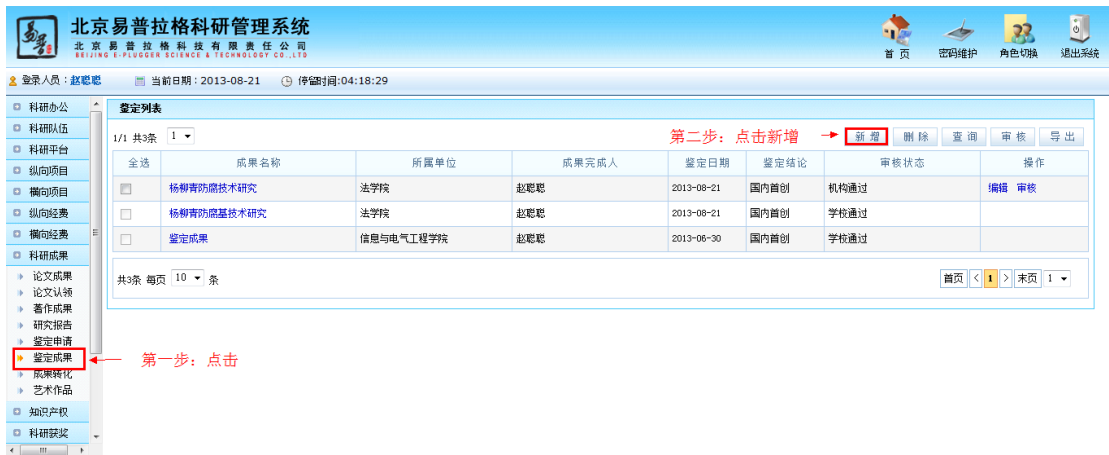 北京易普拉格科研管理系统
北京易普拉格科技有限责任公司
BEIJING E-PLUGGER SCIENCE & TECHNOLOGY CO.,LTD
首 页 密码维护 角色切换 退出系统
登录人员：赵聪聪 当前日期：2013-08-21 停留时间:04:18:29
科研办公
科研队伍
科研平台
纵向项目
横向项目
纵向经费
横向经费
科研成果
论文成果
论文认领
著作成果
研究报告
鉴定申请
鉴定成果
成果转化
艺术作品
知识产权
科研获奖
第一步：点击
鉴定列表
1/1 共3条 1
第二步：点击新增
新 增 删 除 查 询 审 核 导 出
全选 成果名称 所属单位 成果完成人 鉴定日期 鉴定结论 审核状态 操作
杨柳青防腐技术研究 法学院 赵聪聪 2013-08-21 国内首创 机构通过 编辑 审核
杨柳青防腐基技术研究 法学院 赵聪聪 2013-08-21 国内首创 学校通过
鉴定成果 信息与电气工程学院 赵聪聪 2013-06-30 国内首创 学校通过
共3条 每页 10 条
首页 < 1 > 末页 1